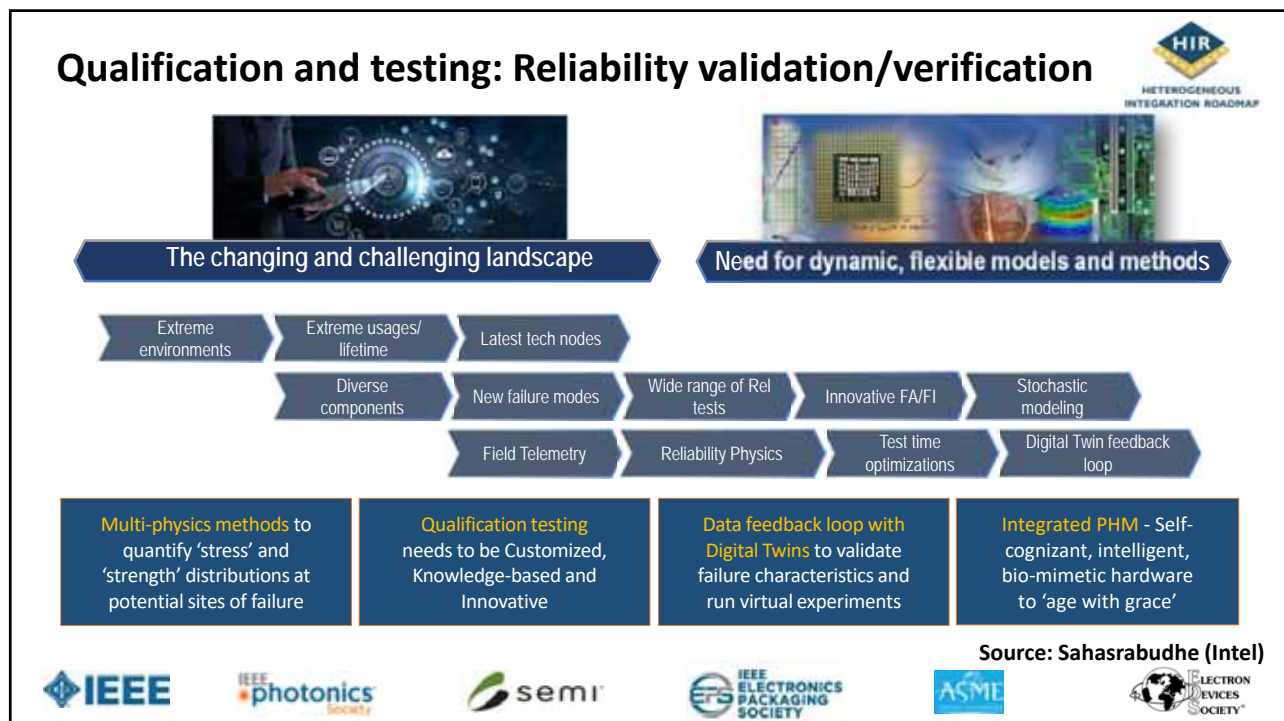 Qualification and testing: Reliability validation/verification
HIR
HETEROGENEOUS
INTEGRATION ROADMAP
The changing and challenging landscape
Need for dynamic, flexible models and methods
Extreme
environments
Extreme usages/
lifetime
Latest tech nodes
Diverse
components
New failure modes
Wide range of Rel
tests
Innovative FA/FI
Stochastic
modeling
Field Telemetry
Reliability Physics
Test time
optimizations
Digital Twin feedback
loop
Multi-physics methods to
quantify ‘stress’ and
‘strength’ distributions at
potential sites of failure
Qualification testing
needs to be Customized,
Knowledge-based and
Innovative
Data feedback loop with
Digital Twins to validate
failure characteristics and
run virtual experiments
Integrated PHM - Self-
cognizant, intelligent,
bio-mimetic hardware
to ‘age with grace’
Source: Sahasrabudhe (Intel)
IEEE
IEEE
photonics
Society
semi
EPS
IEEE
ELECTRONICS
PACKAGING
SOCIETY
ASME
ELECTRON
DEVICES
SOCIETY®